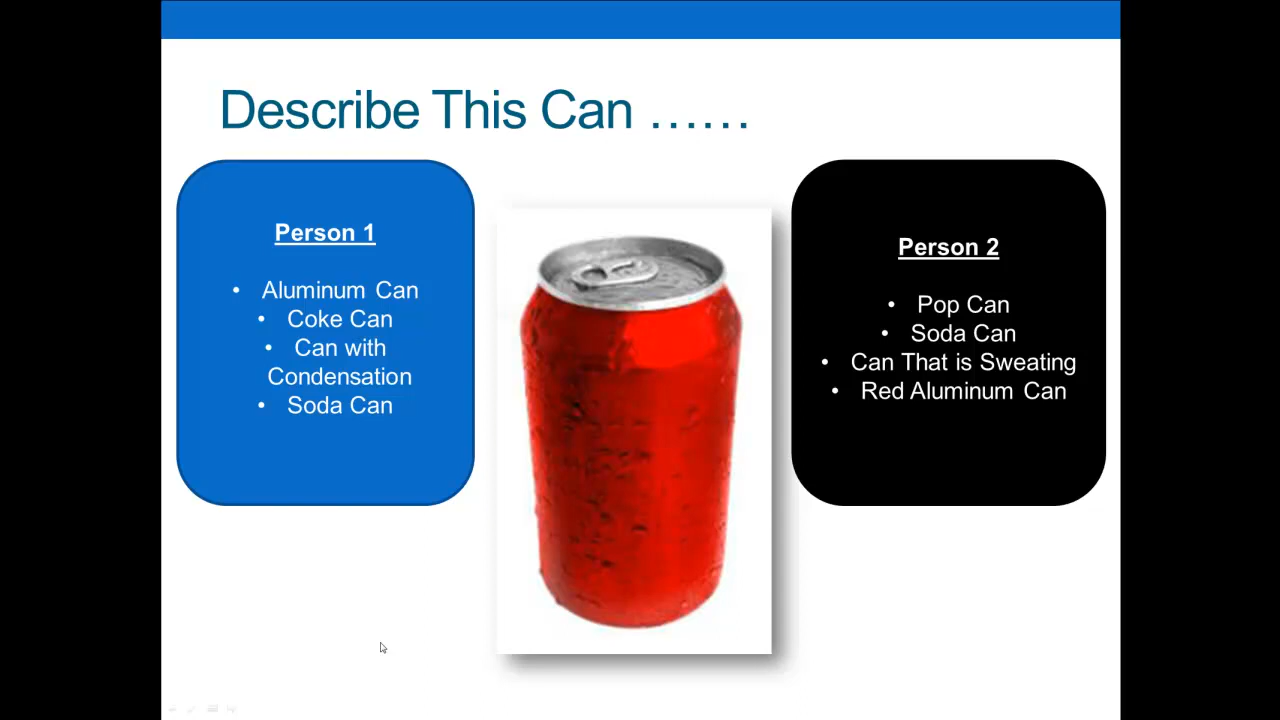 Describe This Can ……
Person 1
• Aluminum Can
• Coke Can
• Can with
Condensation
• Soda Can
Person 2
• Pop Can
• Soda Can
• Can That is Sweating
• Red Aluminum Can